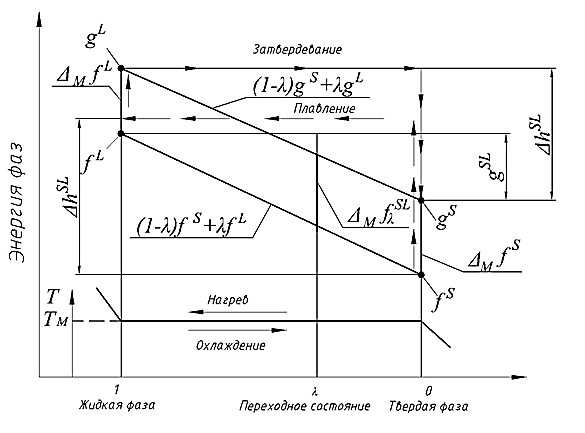 g^L
Затвердевание
Δ_M f^L
(1-λ)g^S+λg^L
Плавление
Δh^SL
f^L
g^SL
Δh^SL
g^S
Δ_M f_λ^SL
(1-λ)f^S+λf^L
Δ_M f^S
f^S
Энергия фаз
T
T_M
Нагрев
Охлаждение
1
λ
0
Жидкая фаза
Переходное состояние
Твердая фаза